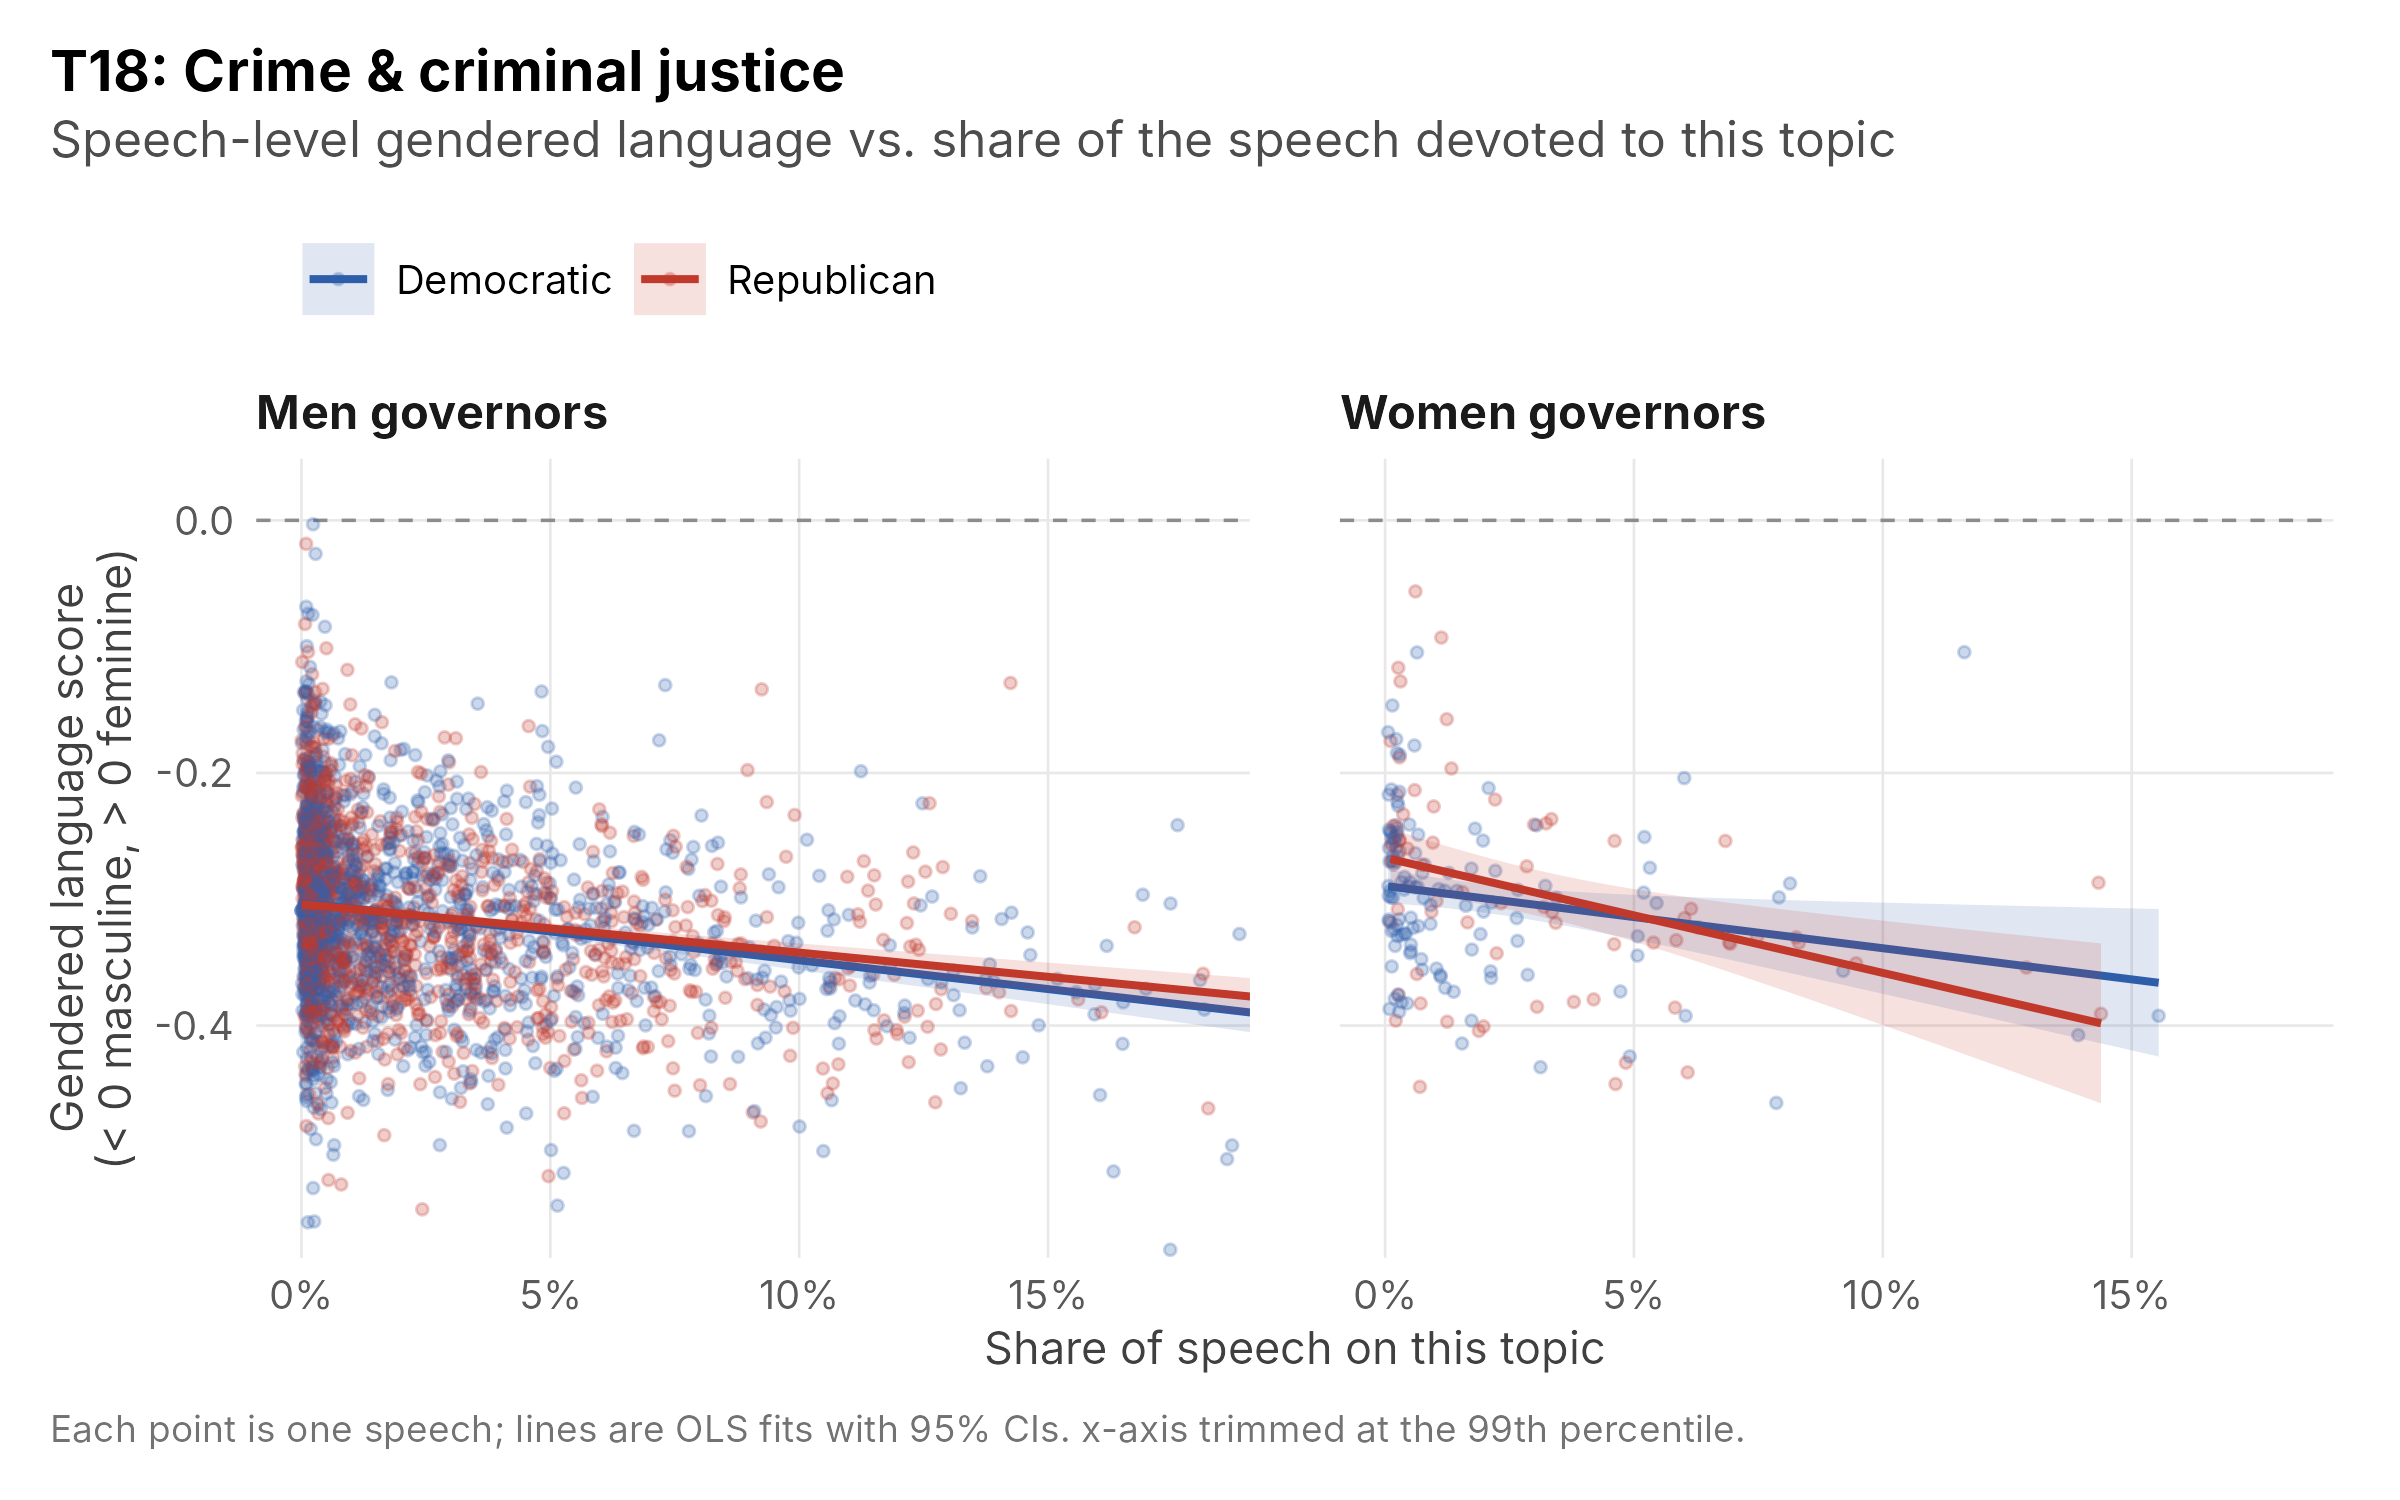 T18: Crime & criminal justice
Speech-level gendered language vs. share of the speech devoted to this topic
Democratic
Republican
Men governors
Women governors
Gendered language score
(< 0 masculine, > 0 feminine)
0.0
-0.2
-0.4
0%
5%
10%
15%
0%
5%
10%
15%
Share of speech on this topic
Each point is one speech; lines are OLS fits with 95% CIs. x-axis trimmed at the 99th percentile.